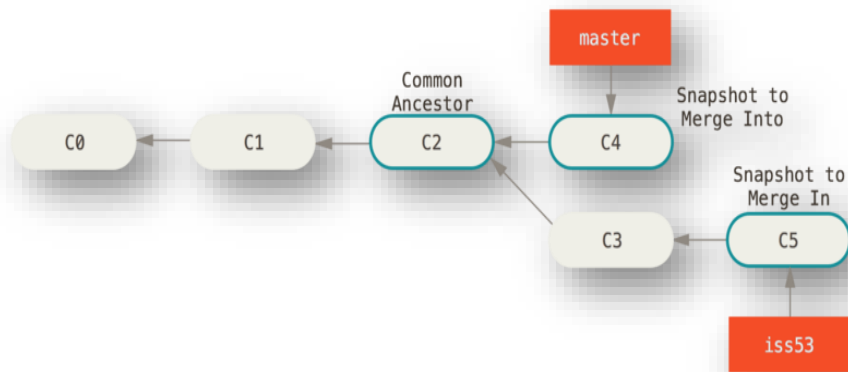 master
Common
Ancestor
Snapshot to
Merge Into
C0
C1
C2
C4
Snapshot to
Merge In
C3
C5
iss53